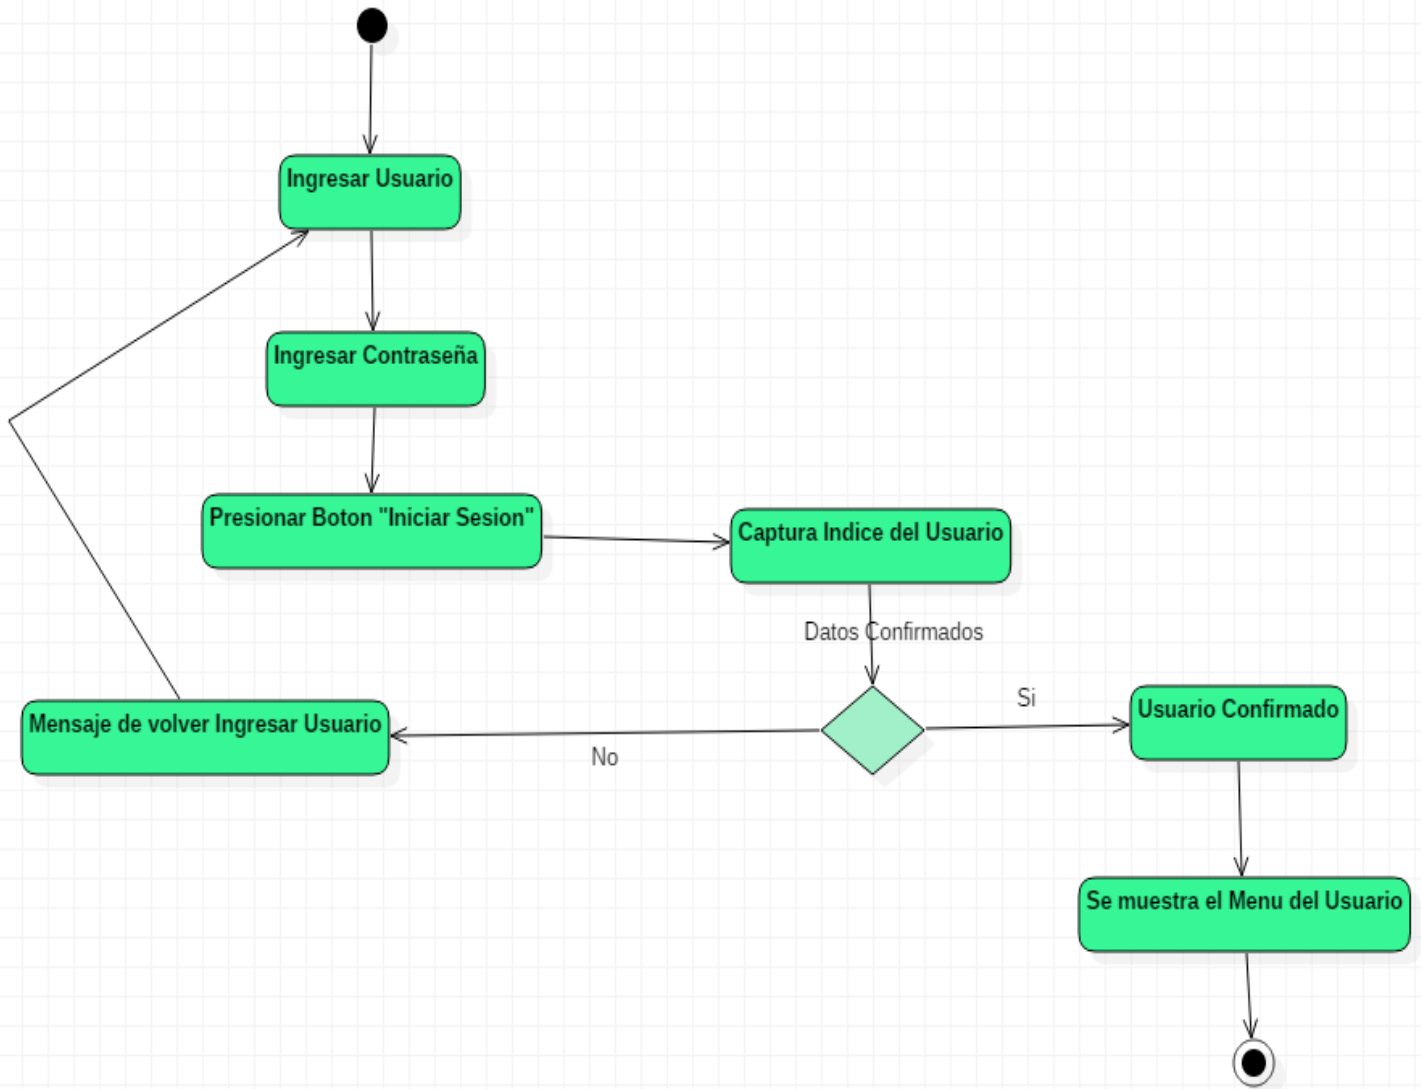 Ingresar Usuario
Ingresar Contraseña
Presionar Boton "Iniciar Sesion"
Captura Indice del Usuario
Datos Confirmados
Si
Usuario Confirmado
Mensaje de volver Ingresar Usuario
No
Se muestra el Menu del Usuario